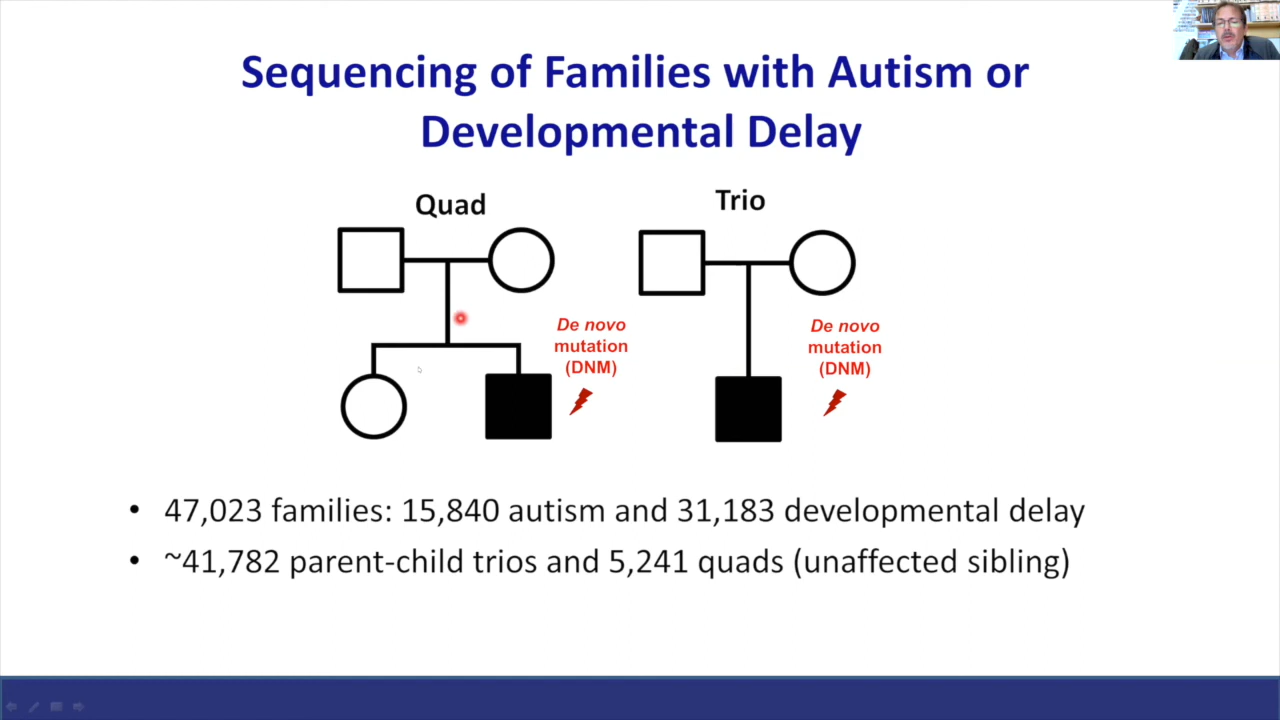 Sequencing of Families with Autism or
Developmental Delay
Quad
Trio
De novo
mutation
(DNM)
De novo
mutation
(DNM)
• 47,023 families: 15,840 autism and 31,183 developmental delay
• ~41,782 parent-child trios and 5,241 quads (unaffected sibling)